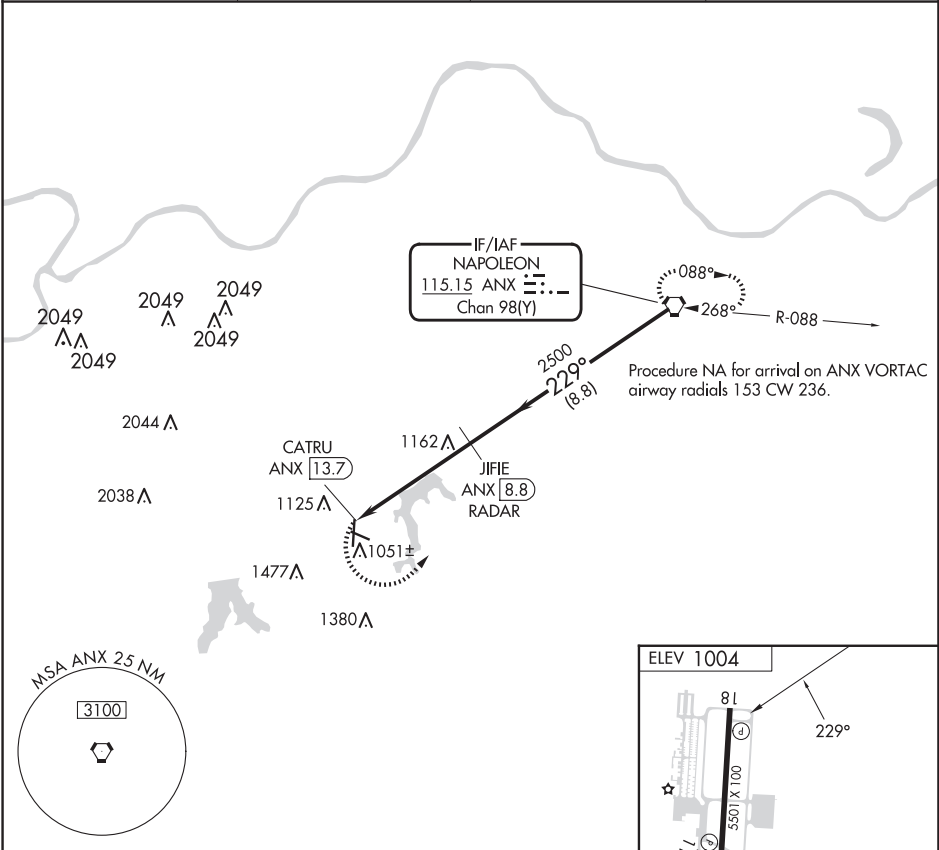 IF/IAF
NAPOLEON
115.15 ANX
Chan 98(Y)
088°
268°
R-088
2049
2049
2049
2049
2049
2500
229°
(8.8)
Procedure NA for arrival on ANX VORTAC
airway radials 153 CW 236.
2044
1162
CATRU
ANX 13.7
JIFIE
ANX 8.8
RADAR
2038
1125
1051±
1477
1380
MSA ANX 25 NM
3100
ELEV 1004
18
229°
P
5501 X 100
P